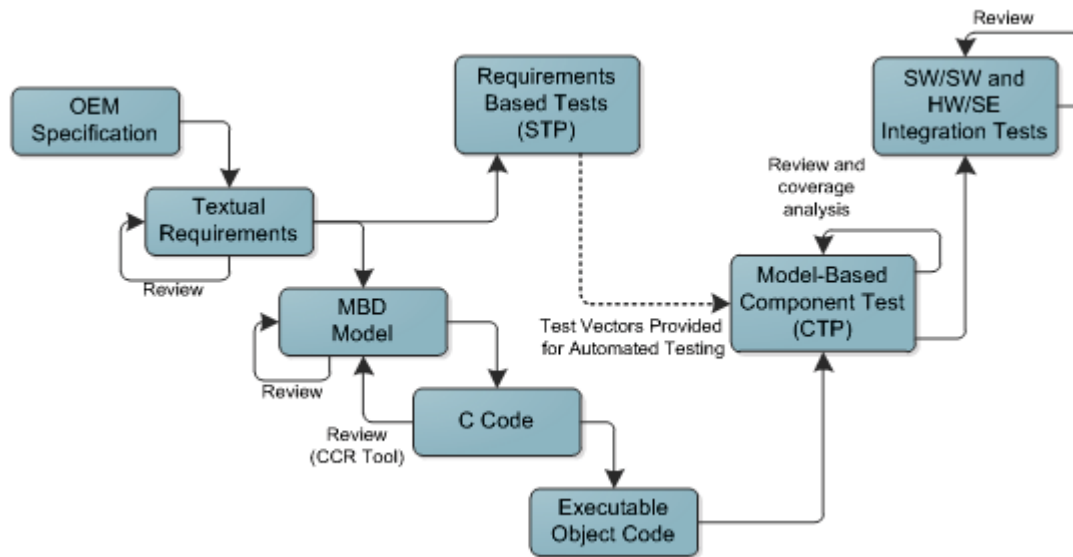 OEM
Specification
Textual
Requirements
Review
Requirements
Based Tests
(STP)
MBD
Model
Review
Review
(CCR Tool)
C Code
Executable
Object Code
Test Vectors Provided
for Automated Testing
Review and
coverage
analysis
Model-Based
Component Test
(CTP)
Review
SW/SW and
HW/SE
Integration Tests